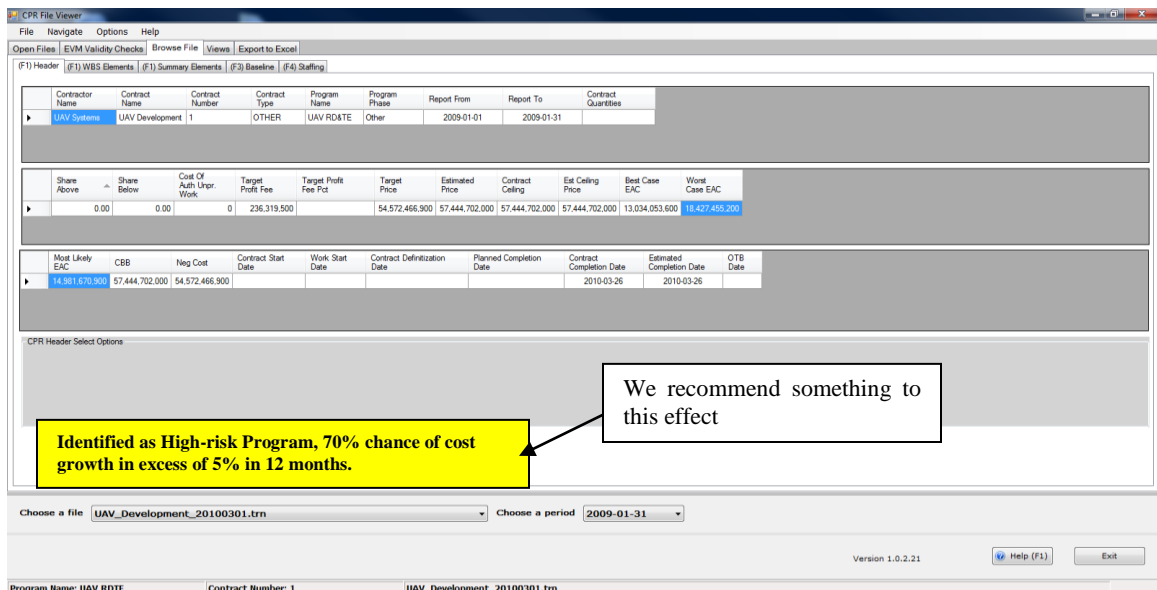 CPR File Viewer
File Navigate Options Help
Open Files EVM Validity Checks Browse File Views Export to Excel
(F1) Header (F1) WBS Elements (F1) Summary Elements (F3) Baseline (F4) Staffing
Contractor Name Contract Name Contract Number Contract Type Program Name Program Phase Report From Report To Contract Quantities
UAV Systems UAV Development 1 OTHER UAV RD&TE Other 2009-01-01 2009-01-31
Share Above Share Below Cost Of Auth Unpr. Work Target Profit Fee Target Profit Fee Pct Target Price Estimated Price Contract Ceiling Est Ceiling Price Best Case EAC Worst Case EAC
0.00 0.00 0 236,319,500 54,572,466,900 57,444,702,000 57,444,702,000 57,444,702,000 13,034,053,600 18,427,455,200
Most Likely EAC CBB Neg Cost Contract Start Date Work Start Date Contract Definitization Date Planned Completion Date Contract Completion Date Estimated Completion Date OTB Date
14,981,670,900 57,444,702,000 54,572,466,900 2010-03-26 2010-03-26
CPR Header Select Options
We recommend something to
this effect
Identified as High-risk Program, 70% chance of cost
growth in excess of 5% in 12 months.
Choose a file UAV_Development_20100301.trn Choose a period 2009-01-31
Version 1.0.2.21 Help (F1) Exit
Program Name: UAV RDTE Contract Number: 1 UAV_Development_20100301.trn